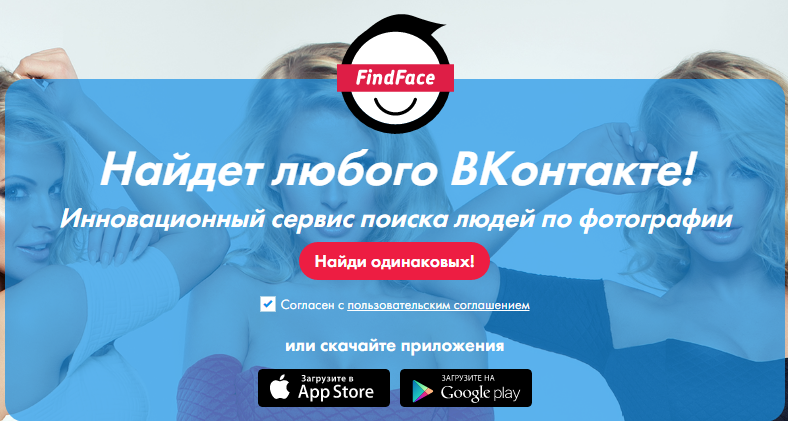 FindFace
Найдет любого ВКонтакте!
Инновационный сервис поиска людей по фотографии
Найди одинаковых!
Согласен с пользовательским соглашением
или скачайте приложения
Загрузите в
App Store
ЗАГРУЗИТЕ НА
Google play